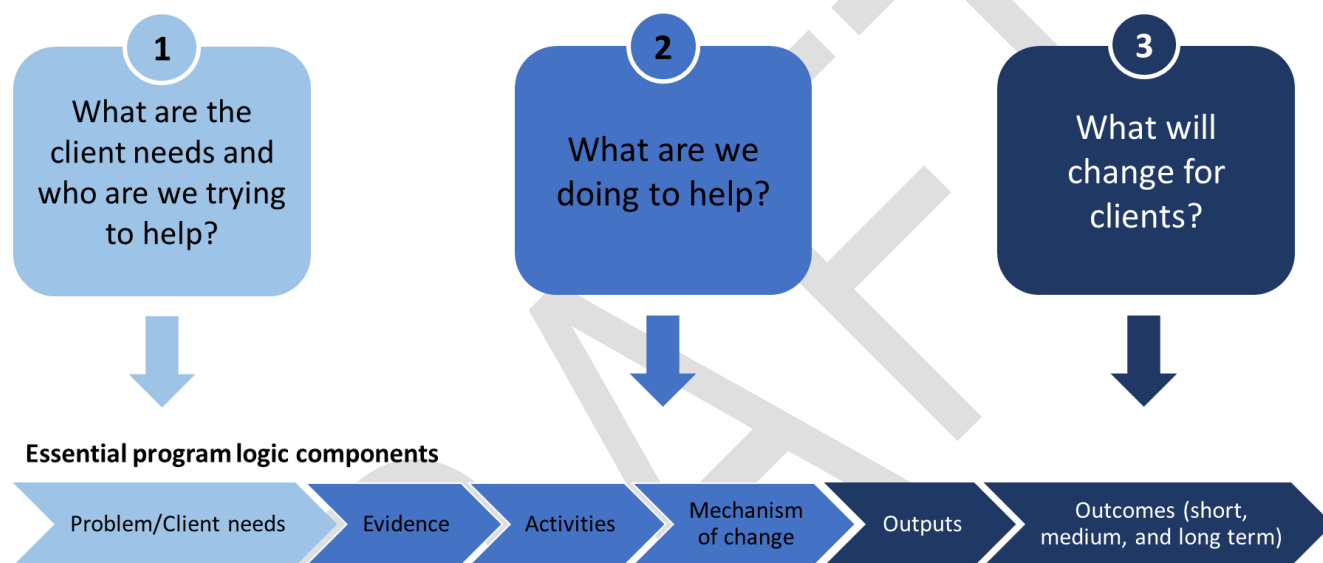 1
What are the
client needs and
who are we trying
to help?
2
What are we
doing to help?
3
What will
change for
clients?
Essential program logic components
Problem/Client needs
Evidence
Activities
Mechanism
of change
Outputs
Outcomes (short,
medium, and long term)